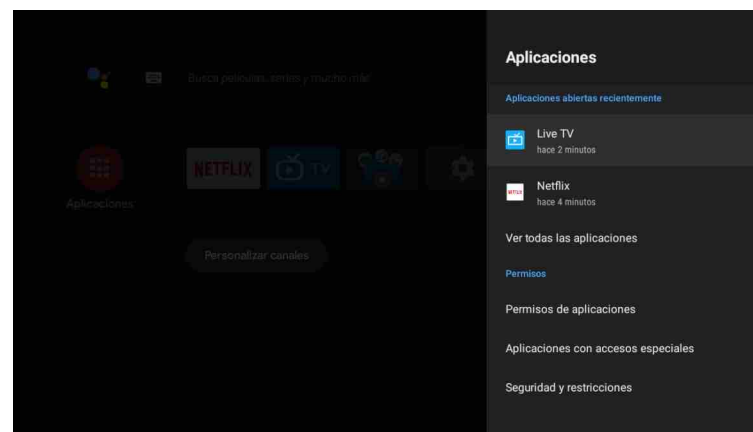 Aplicaciones
Aplicaciones abiertas recientemente
Live TV
hace 2 minutos
NETFLIX
Netflix
hace 4 minutos
Ver todas las aplicaciones
Permisos
Permisos de aplicaciones
Aplicaciones con accesos especiales
Seguridad y restricciones
Busca películas, series y mucho más
NETFLIX
TV
Aplicaciones
Personalizar canales